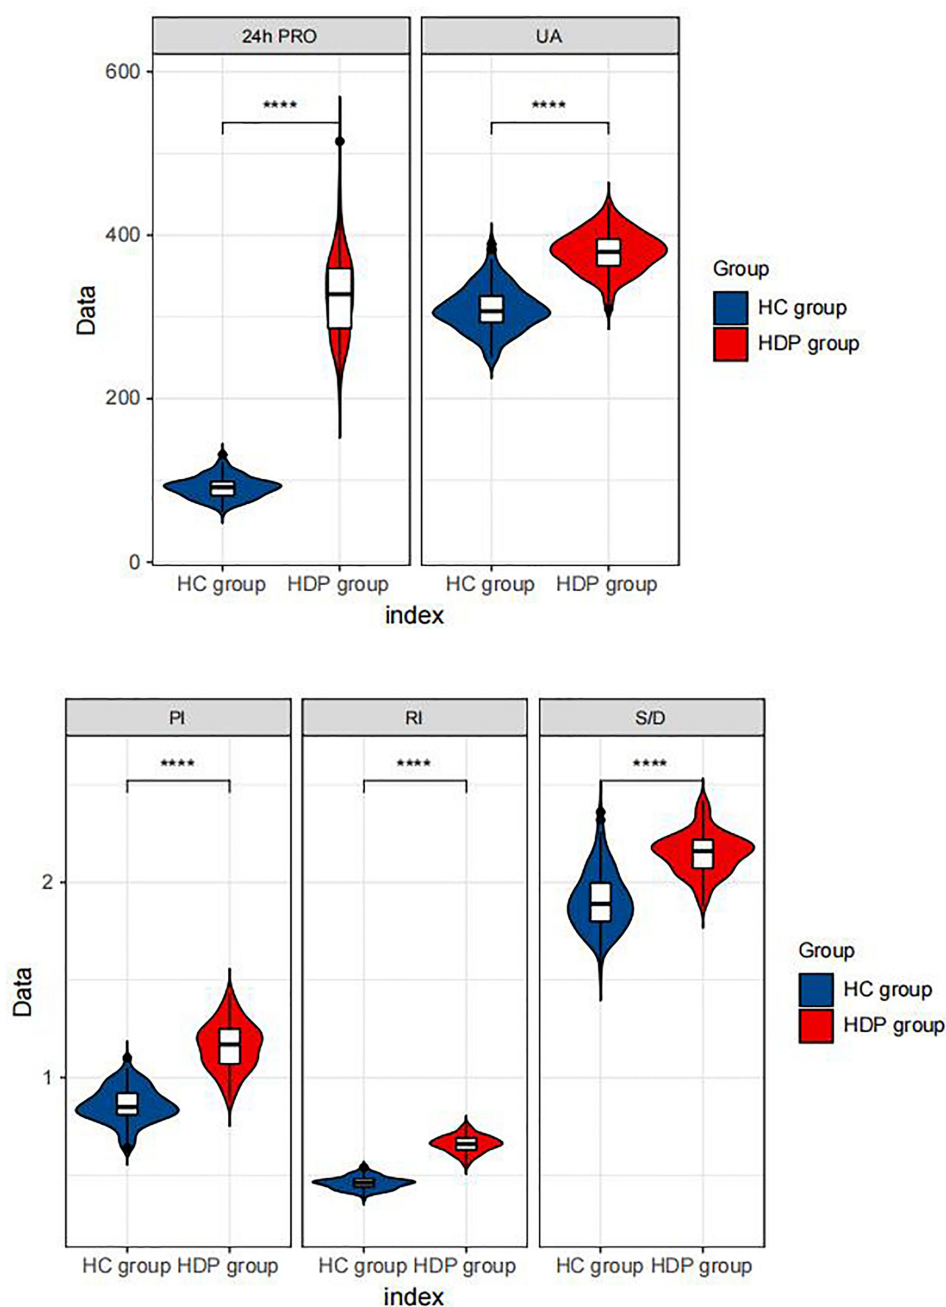 24h PRO UA
600
**** ****
400
Data
Group
HC group
HDP group
200
0
HC group HDP group HC group HDP group
index
PI RI S/D
**** **** ****
2
Data
Group
HC group
HDP group
1
HC group HDP group HC group HDP group HC group HDP group
index